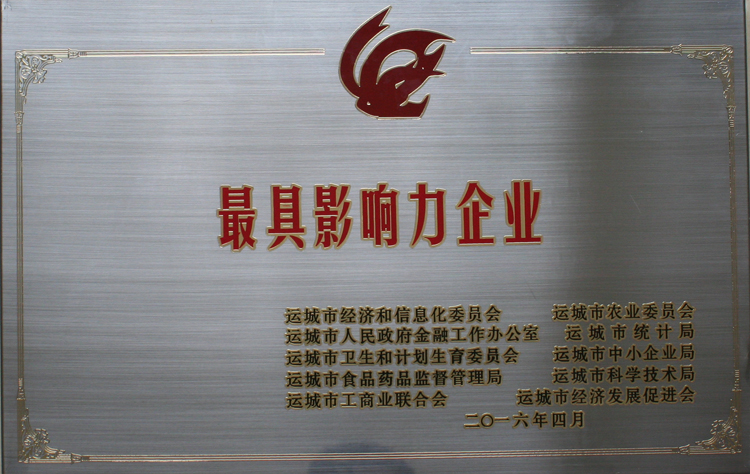 最具影响力企业
运城市经济和信息化委员会 运城市农业委员会
运城市人民政府金融工作办公室 运城市统计局
运城市卫生和计划生育委员会 运城市中小企业局
运城市食品药品监督管理局 运城市科学技术局
运城市工商业联合会 运城市经济发展促进会
二〇一六年四月